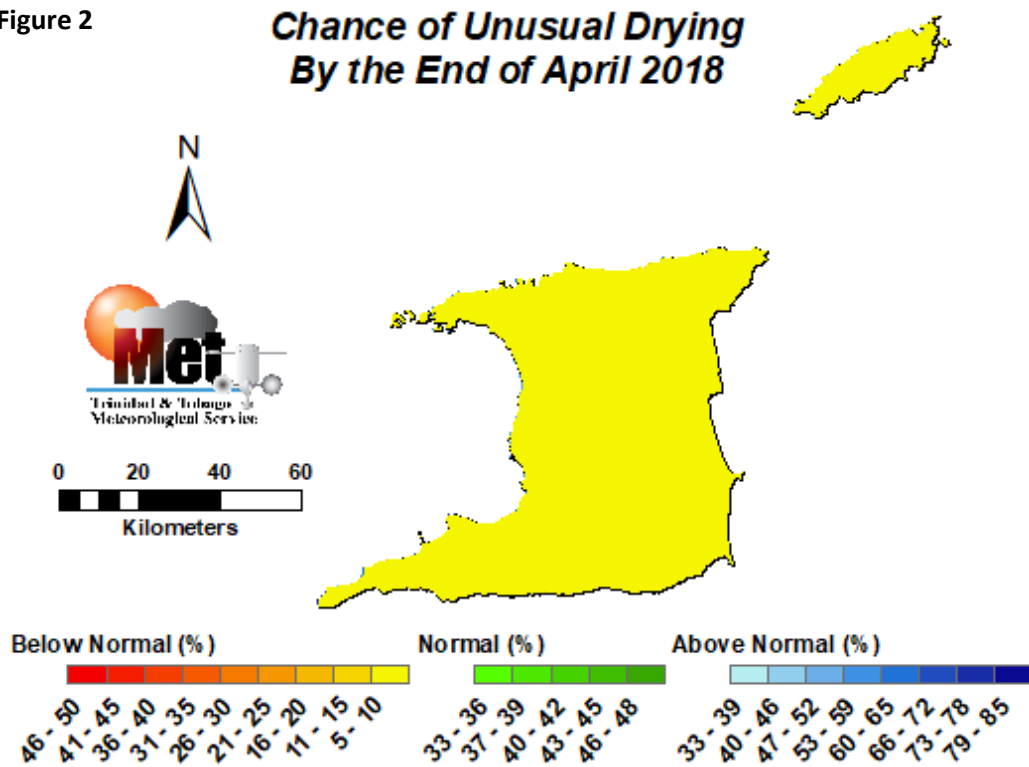 Figure 2
Chance of Unusual Drying
By the End of April 2018
N
Met
Trinidad & Tobago
Meteorological Service
0 20 40 60
Kilometers
Below Normal (%)
46 - 50
41 - 45
36 - 40
31 - 35
26 - 30
21 - 25
16 - 20
11 - 15
5 - 10
Normal (%)
33 - 36
37 - 39
40 - 42
43 - 45
46 - 48
Above Normal (%)
33 - 39
40 - 46
47 - 52
53 - 59
60 - 65
66 - 72
73 - 78
79 - 85